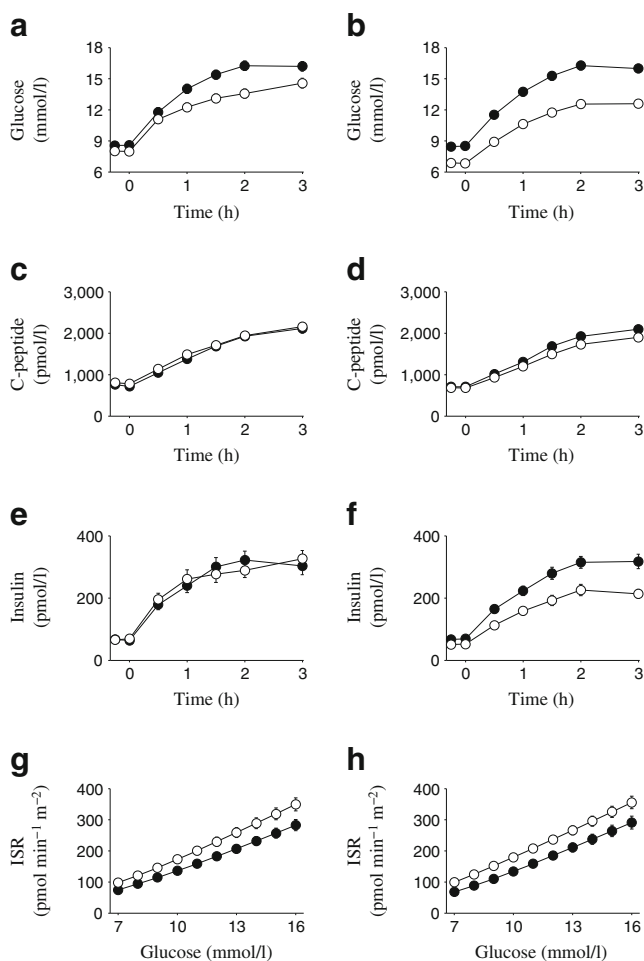 a
18
15
12
9
6
Glucose
(mmol/l)
0 1 2 3
Time (h)
b
18
15
12
9
6
Glucose
(mmol/l)
0 1 2 3
Time (h)
c
3,000
2,000
1,000
0
C-peptide
(pmol/l)
0 1 2 3
Time (h)
d
3,000
2,000
1,000
0
C-peptide
(pmol/l)
0 1 2 3
Time (h)
e
400
200
0
Insulin
(pmol/l)
0 1 2 3
Time (h)
f
400
200
0
Insulin
(pmol/l)
0 1 2 3
Time (h)
g
400
300
200
100
0
ISR
(pmol min⁻¹ m⁻²)
7 10 13 16
Glucose (mmol/l)
h
400
300
200
100
0
ISR
(pmol min⁻¹ m⁻²)
7 10 13 16
Glucose (mmol/l)